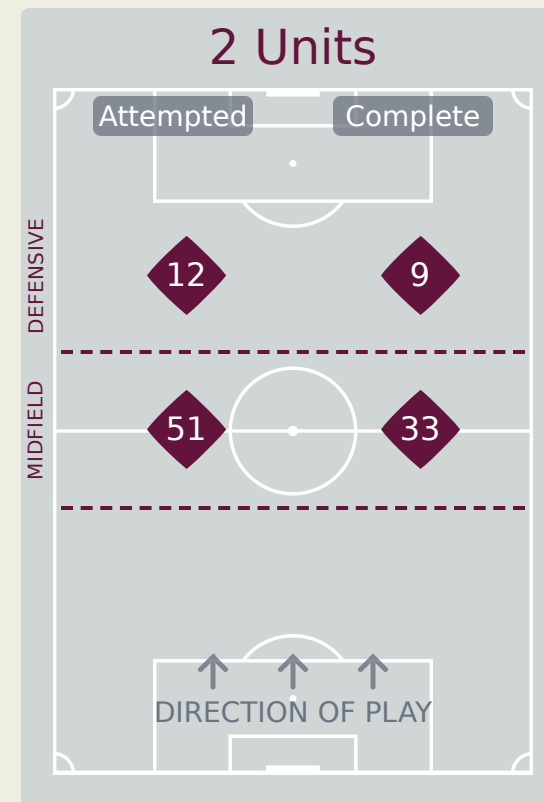 2 Units
Attempted Complete
DEFENSIVE
12 9
MIDFIELD
51 33
DIRECTION OF PLAY